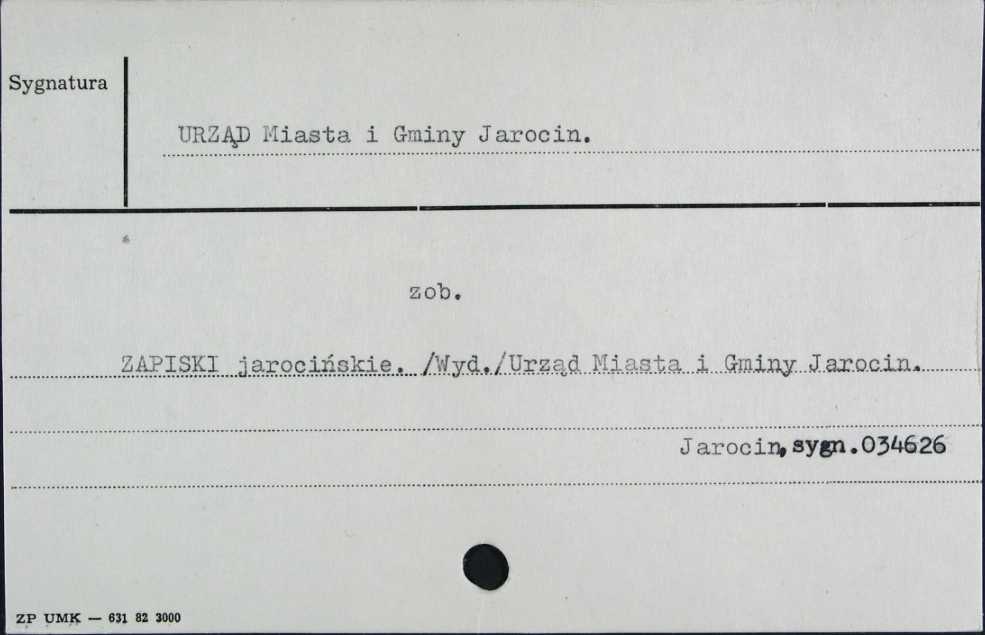 Sygnatura
URZĄD Miasta i Gminy Jarocin.
zob.
ZAPISKI jarocińskie. /Wyd./Urząd Miasta i Gminy Jarocin.
Jarocin, sygn.034626
ZP UMK — 631 82 3000